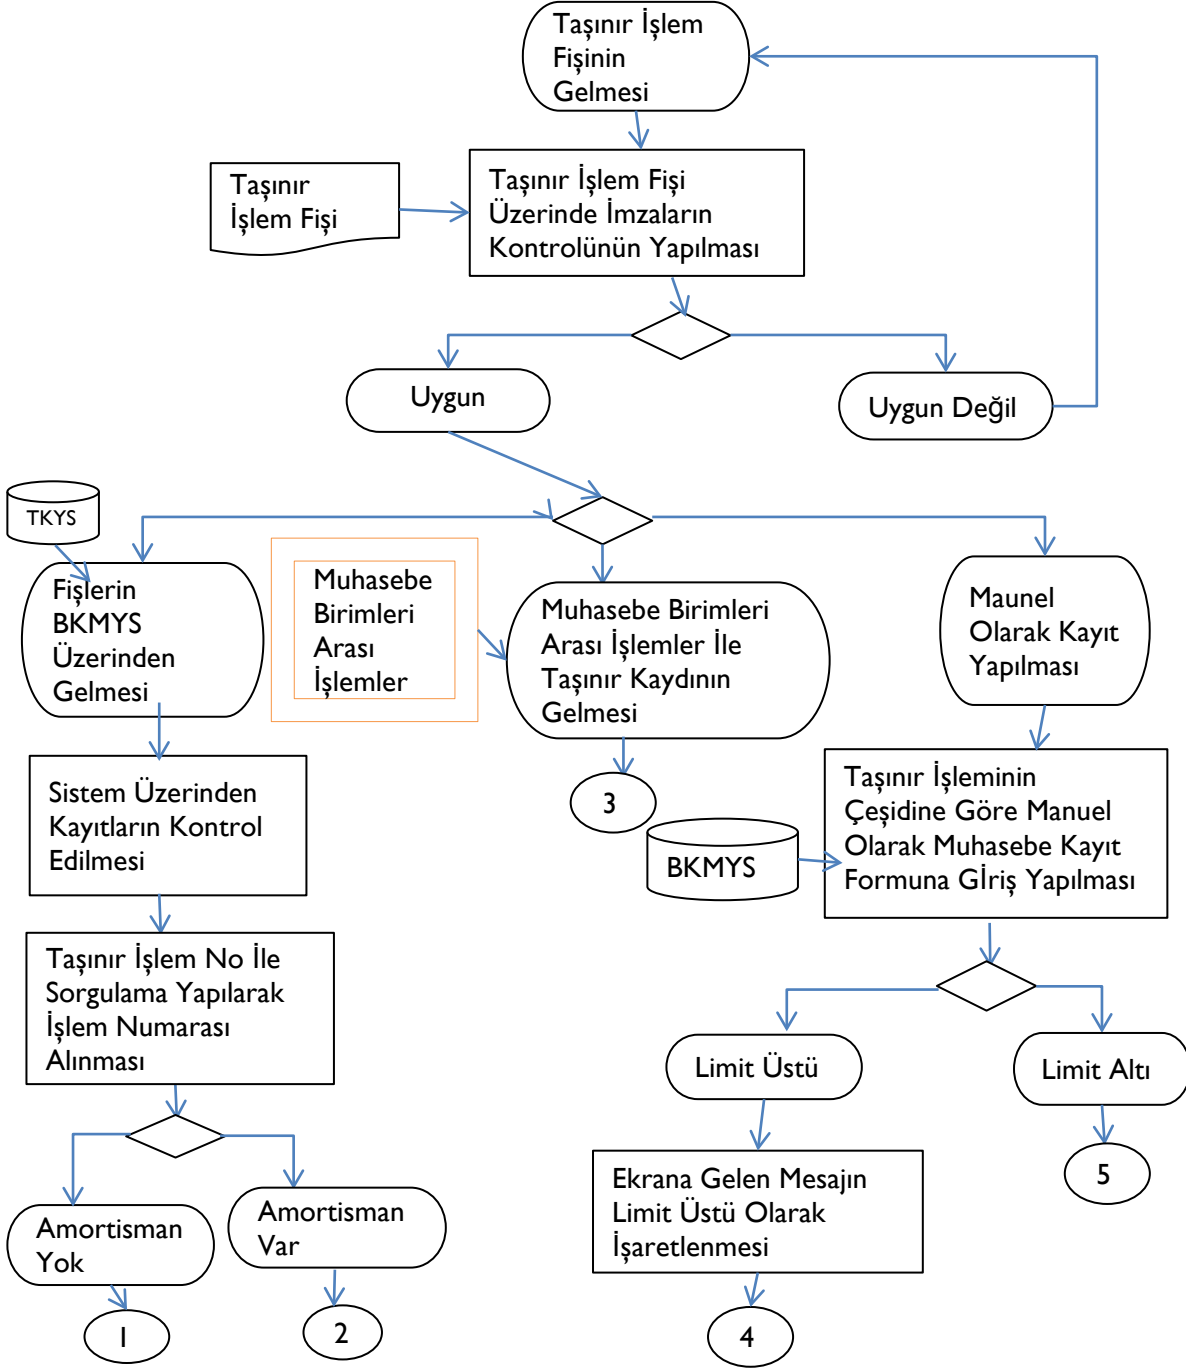 Taşınır İşlem
Fişinin
Gelmesi
Taşınır
İşlem Fişi
Taşınır İşlem Fişi
Üzerinde İmzaların
Kontrolünün Yapılması
Uygun
Uygun Değil
TKYS
Fişlerin
BKMYS
Üzerinden
Gelmesi
Muhasebe
Birimleri
Arası
İşlemler
Muhasebe Birimleri
Arası İşlemler İle
Taşınır Kaydının
Gelmesi
Maunel
Olarak Kayıt
Yapılması
Sistem Üzerinden
Kayıtların Kontrol
Edilmesi
3
BKMYS
Taşınır İşleminin
Çeşidine Göre Manuel
Olarak Muhasebe Kayıt
Formuna Gİriş Yapılması
Taşınır İşlem No İle
Sorgulama Yapılarak
İşlem Numarası
Alınması
Limit Üstü
Limit Altı
Amortisman
Yok
Amortisman
Var
Ekrana Gelen Mesajın
Limit Üstü Olarak
İşaretlenmesi
5
1
2
4